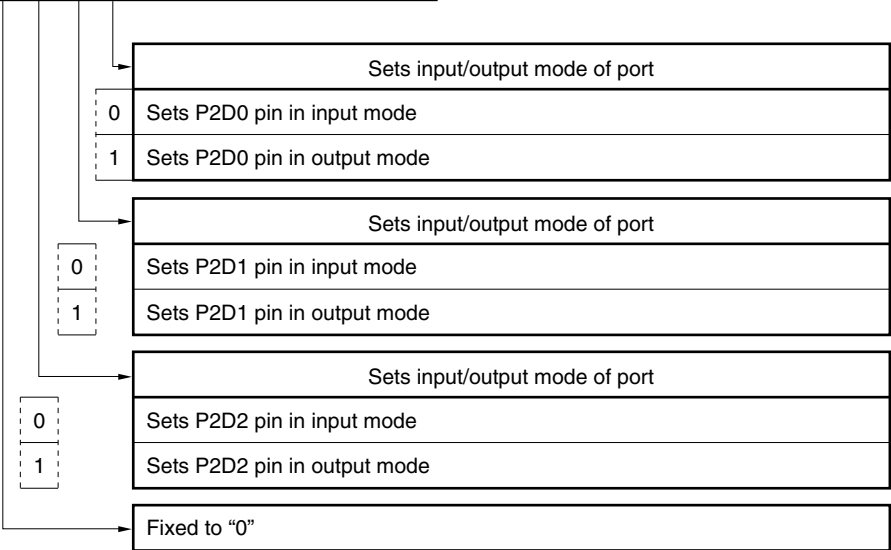 Sets input/output mode of port
0 Sets P2D0 pin in input mode
1 Sets P2D0 pin in output mode
Sets input/output mode of port
0 Sets P2D1 pin in input mode
1 Sets P2D1 pin in output mode
Sets input/output mode of port
0 Sets P2D2 pin in input mode
1 Sets P2D2 pin in output mode
Fixed to “0”